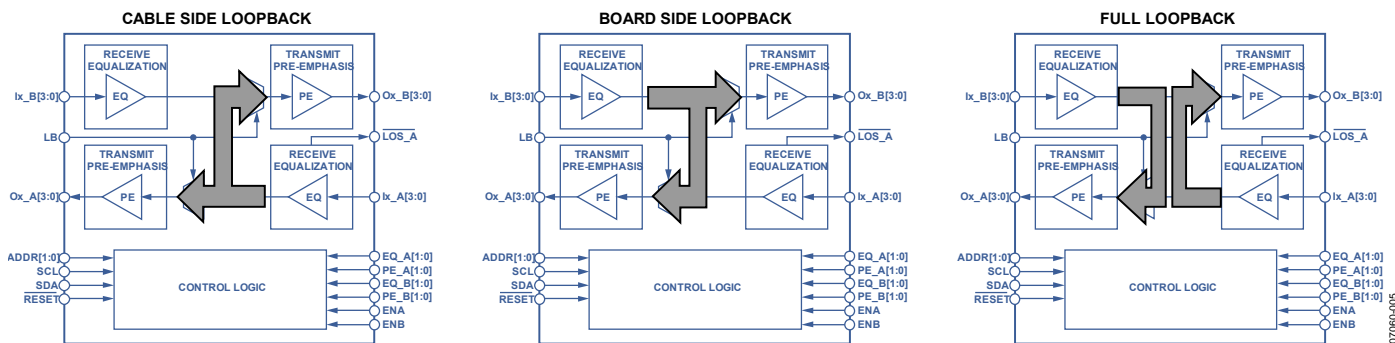 CABLE SIDE LOOPBACK
RECEIVE
EQUALIZATION
TRANSMIT
PRE-EMPHASIS
Ix_B[3:0]
EQ
PE
Ox_B[3:0]
LB
LOS_A
TRANSMIT
PRE-EMPHASIS
RECEIVE
EQUALIZATION
Ox_A[3:0]
PE
EQ
Ix_A[3:0]
ADDR[1:0]
SCL
SDA
RESET
CONTROL LOGIC
EQ_A[1:0]
PE_A[1:0]
EQ_B[1:0]
PE_B[1:0]
ENA
ENB
BOARD SIDE LOOPBACK
RECEIVE
EQUALIZATION
TRANSMIT
PRE-EMPHASIS
Ix_B[3:0]
EQ
PE
Ox_B[3:0]
LB
LOS_A
TRANSMIT
PRE-EMPHASIS
RECEIVE
EQUALIZATION
Ox_A[3:0]
PE
EQ
Ix_A[3:0]
ADDR[1:0]
SCL
SDA
RESET
CONTROL LOGIC
EQ_A[1:0]
PE_A[1:0]
EQ_B[1:0]
PE_B[1:0]
ENA
ENB
FULL LOOPBACK
RECEIVE
EQUALIZATION
TRANSMIT
PRE-EMPHASIS
Ix_B[3:0]
EQ
PE
Ox_B[3:0]
LB
LOS_A
TRANSMIT
PRE-EMPHASIS
RECEIVE
EQUALIZATION
Ox_A[3:0]
PE
EQ
Ix_A[3:0]
ADDR[1:0]
SCL
SDA
RESET
CONTROL LOGIC
EQ_A[1:0]
PE_A[1:0]
EQ_B[1:0]
PE_B[1:0]
ENA
ENB
07060-005